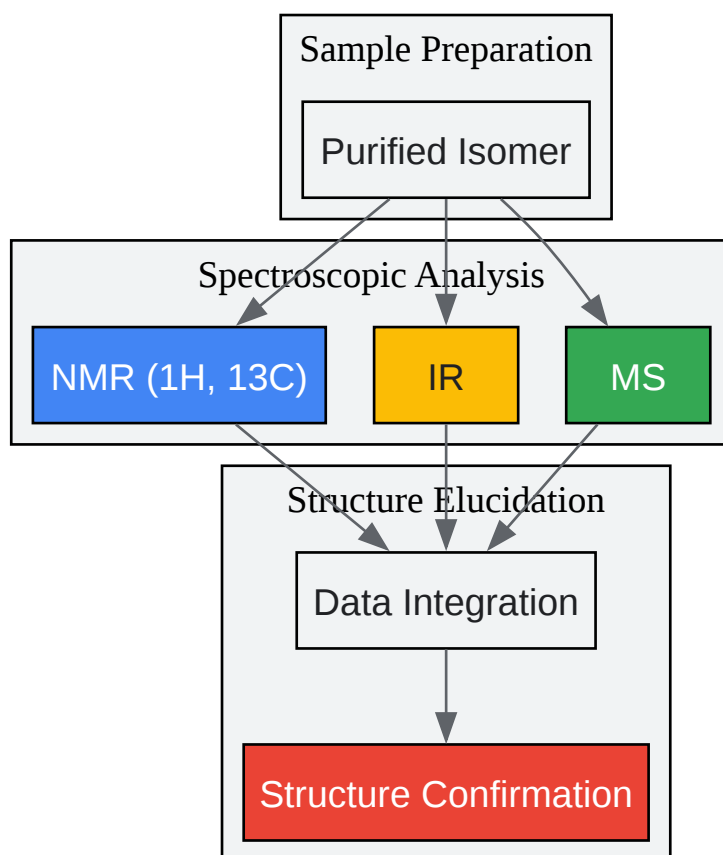 Sample Preparation
Purified Isomer
Spectroscopic Analysis
NMR (1H, 13C)
IR
MS
Structure Elucidation
Data Integration
Structure Confirmation